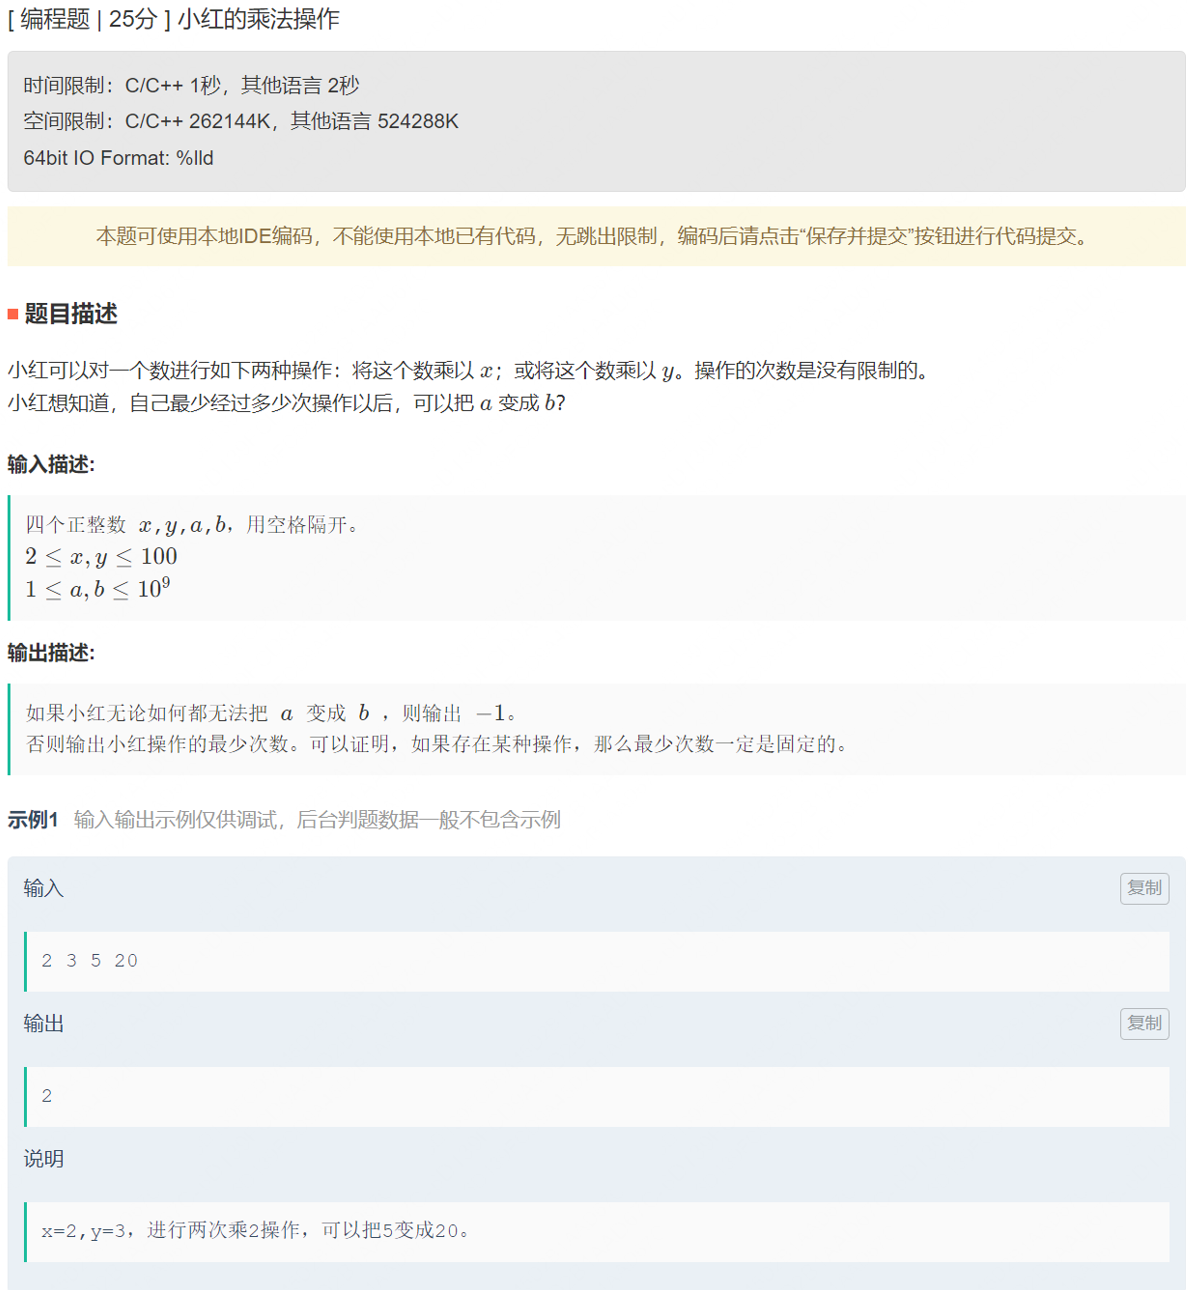 [ 编程题 | 25分 ] 小红的乘法操作
时间限制：C/C++ 1秒，其他语言 2秒
空间限制：C/C++ 262144K，其他语言 524288K
64bit IO Format: %lld
本题可使用本地IDE编码，不能使用本地已有代码，无跳出限制，编码后请点击“保存并提交”按钮进行代码提交。
题目描述
小红可以对一个数进行如下两种操作：将这个数乘以 x；或将这个数乘以 y。操作的次数是没有限制的。
小红想知道，自己最少经过多少次操作以后，可以把 a 变成 b?
输入描述:
四个正整数 x,y,a,b，用空格隔开。
2 ≤ x, y ≤ 100
1 ≤ a, b ≤ 10⁹
输出描述:
如果小红无论如何都无法把 a 变成 b ，则输出 −1。
否则输出小红操作的最少次数。可以证明，如果存在某种操作，那么最少次数一定是固定的。
示例1 输入输出示例仅供调试，后台判题数据一般不包含示例
输入 复制
2 3 5 20
输出 复制
2
说明
x=2,y=3，进行两次乘2操作，可以把5变成20。